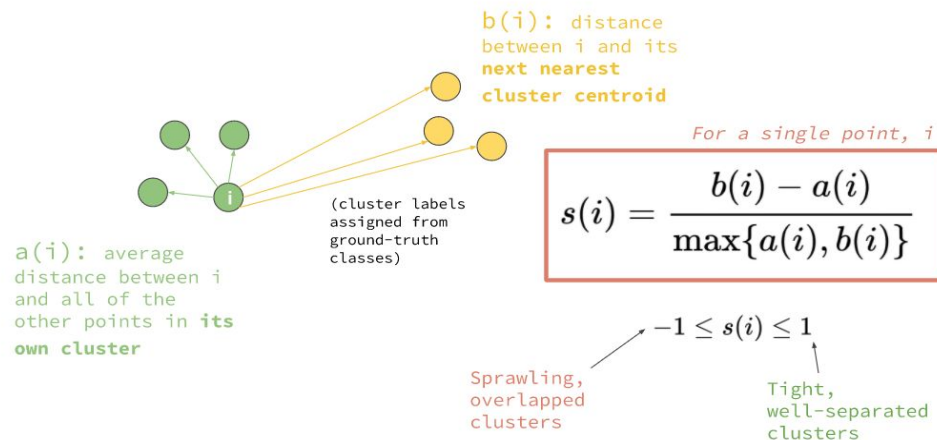 b(i): distance
between i and its
next nearest
cluster centroid
i
(cluster labels
assigned from
ground-truth
classes)
a(i): average
distance between i
and all of the
other points in its
own cluster
For a single point, i
s(i) = \frac{b(i) - a(i)}{\max\{a(i), b(i)\}}
-1 ≤ s(i) ≤ 1
Sprawling,
overlapped
clusters
Tight,
well-separated
clusters